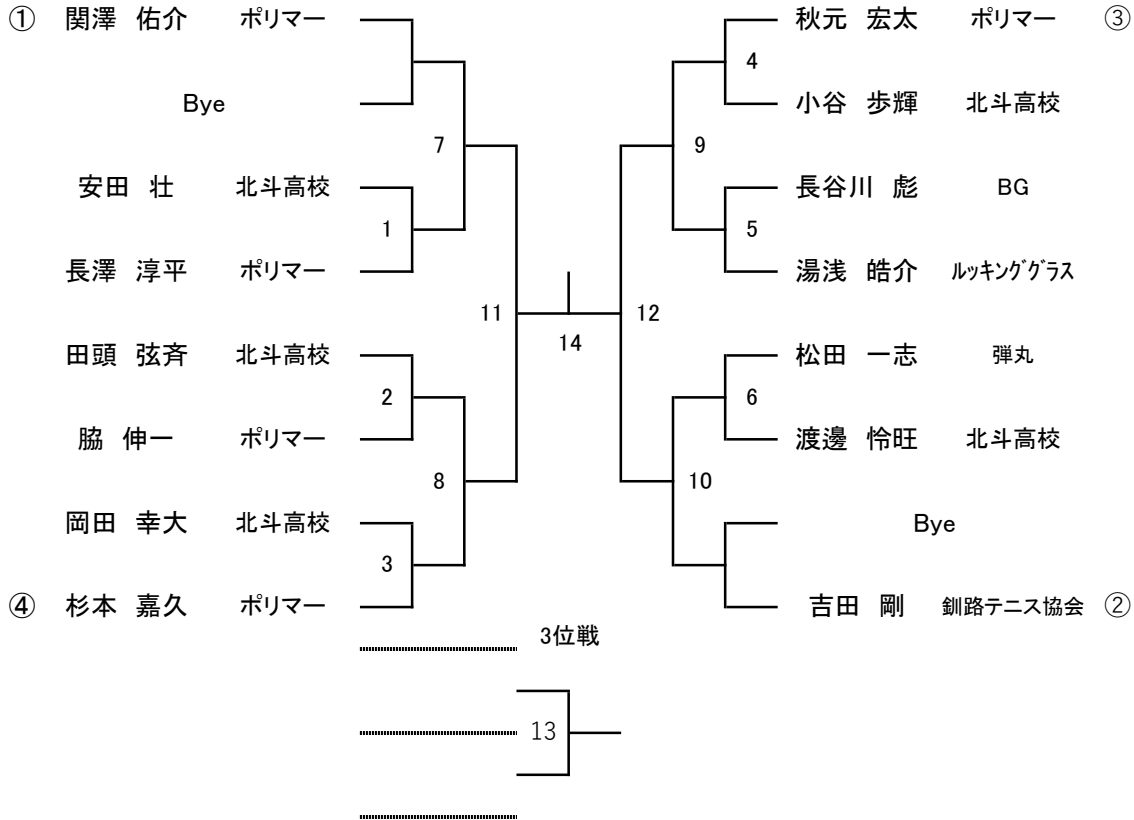 ① 関澤 佑介 ポリマー 秋元 宏太 ポリマー ③
4
Bye 小谷 歩輝 北斗高校
7 9
安田 壮 北斗高校 長谷川 彪 BG
1 5
長澤 淳平 ポリマー 湯浅 皓介 ルッキンググラス
11 12
14
田頭 弦斉 北斗高校 松田 一志 弾丸
2 6
脇 伸一 ポリマー 渡邊 怜旺 北斗高校
8 10
岡田 幸大 北斗高校 Bye
3
④ 杉本 嘉久 ポリマー 吉田 剛 釧路テニス協会 ②
3位戦
13